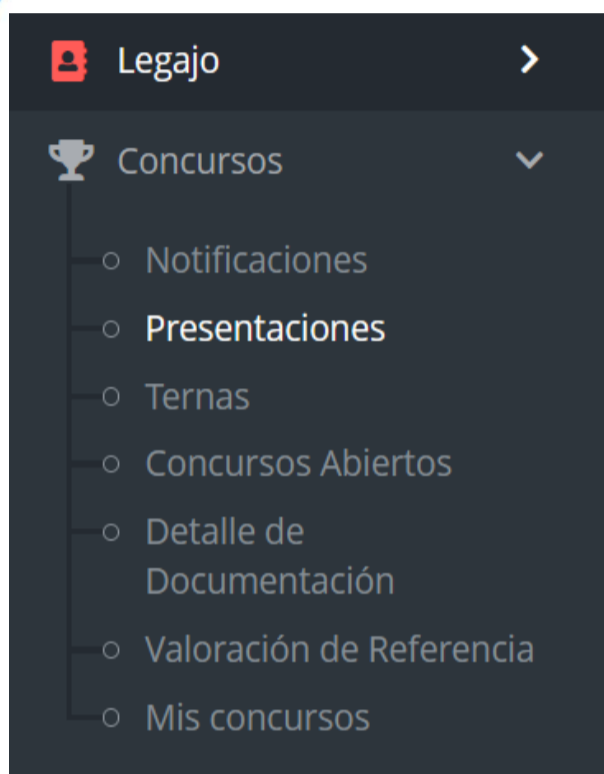 Legajo
Concursos
Notificaciones
Presentaciones
Ternas
Concursos Abiertos
Detalle de
Documentación
Valoración de Referencia
Mis concursos